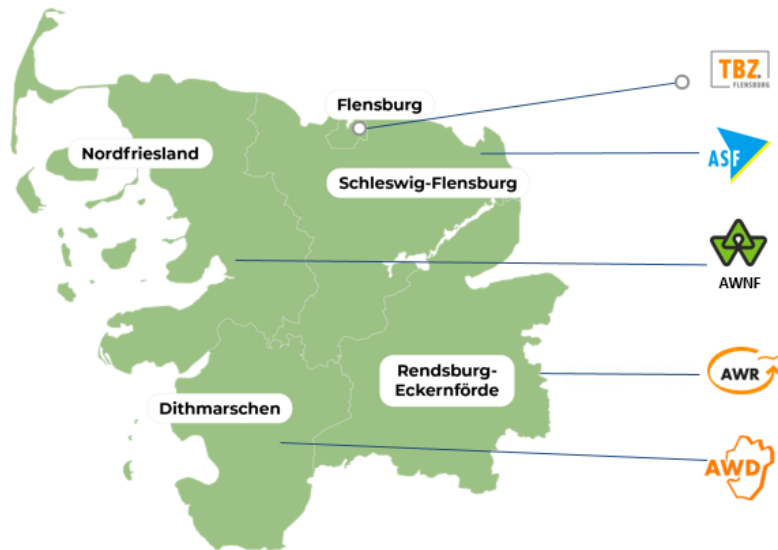 TBZ
FLENSBURG
Flensburg
Nordfriesland
ASF
Schleswig-Flensburg
AWNF
Rendsburg-
Eckernförde
AWR
Dithmarschen
AWD